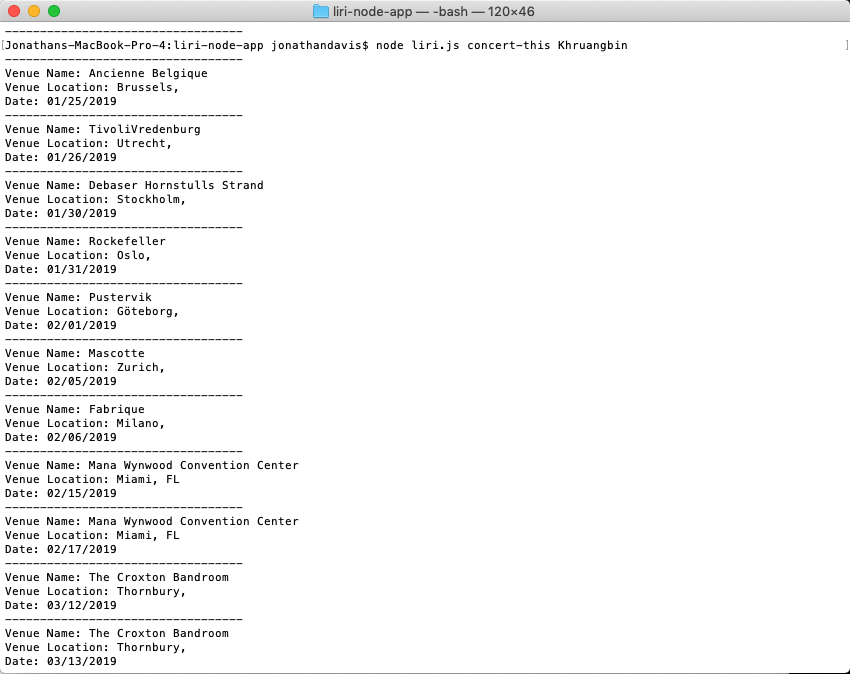 liri-node-app — -bash — 120×46
----------------------------------
[Jonathans-MacBook-Pro-4:liri-node-app jonathandavis$ node liri.js concert-this Khruangbin ]
----------------------------------
Venue Name: Ancienne Belgique
Venue Location: Brussels,
Date: 01/25/2019
----------------------------------
Venue Name: TivoliVredenburg
Venue Location: Utrecht,
Date: 01/26/2019
----------------------------------
Venue Name: Debaser Hornstulls Strand
Venue Location: Stockholm,
Date: 01/30/2019
----------------------------------
Venue Name: Rockefeller
Venue Location: Oslo,
Date: 01/31/2019
----------------------------------
Venue Name: Pustervik
Venue Location: Göteborg,
Date: 02/01/2019
----------------------------------
Venue Name: Mascotte
Venue Location: Zurich,
Date: 02/05/2019
----------------------------------
Venue Name: Fabrique
Venue Location: Milano,
Date: 02/06/2019
----------------------------------
Venue Name: Mana Wynwood Convention Center
Venue Location: Miami, FL
Date: 02/15/2019
----------------------------------
Venue Name: Mana Wynwood Convention Center
Venue Location: Miami, FL
Date: 02/17/2019
----------------------------------
Venue Name: The Croxton Bandroom
Venue Location: Thornbury,
Date: 03/12/2019
----------------------------------
Venue Name: The Croxton Bandroom
Venue Location: Thornbury,
Date: 03/13/2019